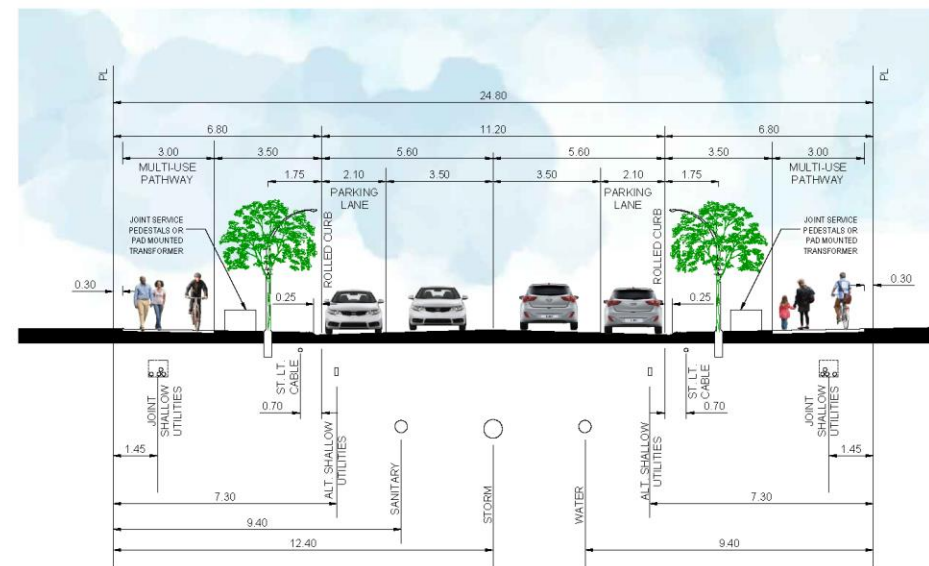 PL
PL
24.80
6.80
11.20
6.80
3.00
3.50
5.60
5.60
3.50
3.00
MULTI-USE
PATHWAY
1.75
2.10
3.50
3.50
2.10
1.75
MULTI-USE
PATHWAY
PARKING
LANE
PARKING
LANE
JOINT SERVICE
PEDESTALS OR
PAD MOUNTED
TRANSFORMER
ROLLED CURB
ROLLED CURB
JOINT SERVICE
PEDESTALS OR
PAD MOUNTED
TRANSFORMER
0.30
0.25
0.25
0.30
JOINT
SHALLOW
UTILITIES
ST. LT.
CABLE
ST. LT.
CABLE
JOINT
SHALLOW
UTILITIES
0.70
0.70
1.45
1.45
ALT. SHALLOW
UTILITIES
SANITARY
STORM
WATER
ALT. SHALLOW
UTILITIES
7.30
7.30
9.40
12.40
9.40